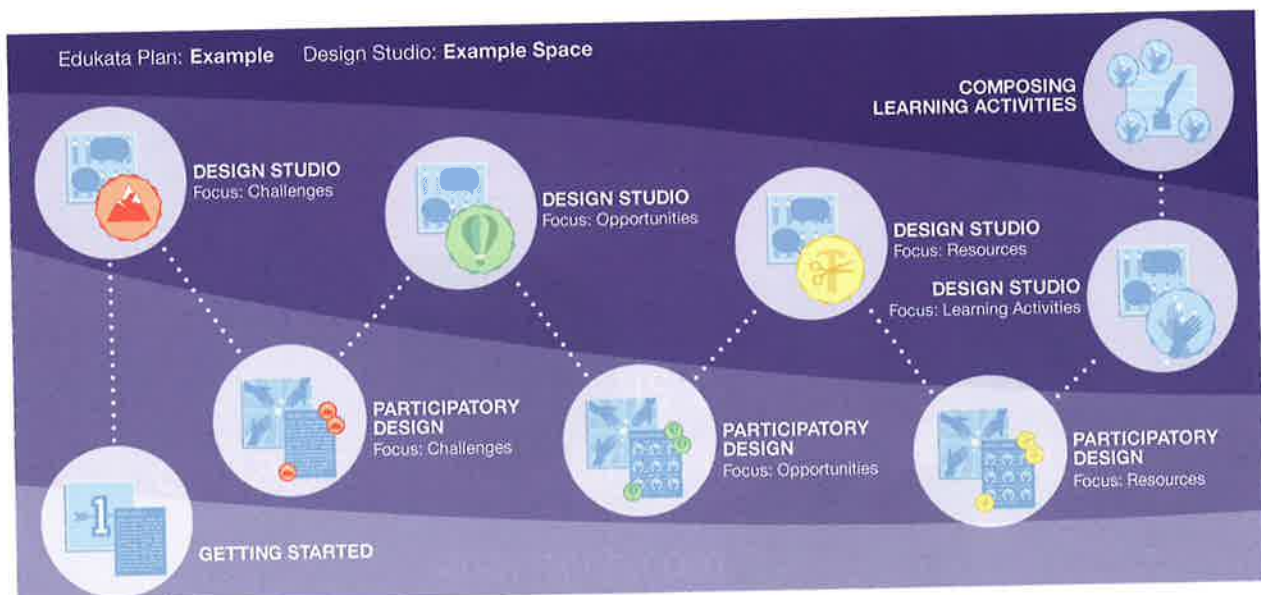 Edukata Plan: Example Design Studio: Example Space
COMPOSING
LEARNING ACTIVITIES
DESIGN STUDIO
Focus: Challenges
DESIGN STUDIO
Focus: Opportunities
DESIGN STUDIO
Focus: Resources
DESIGN STUDIO
Focus: Learning Activities
PARTICIPATORY
DESIGN
Focus: Challenges
PARTICIPATORY
DESIGN
Focus: Opportunities
PARTICIPATORY
DESIGN
Focus: Resources
1
GETTING STARTED